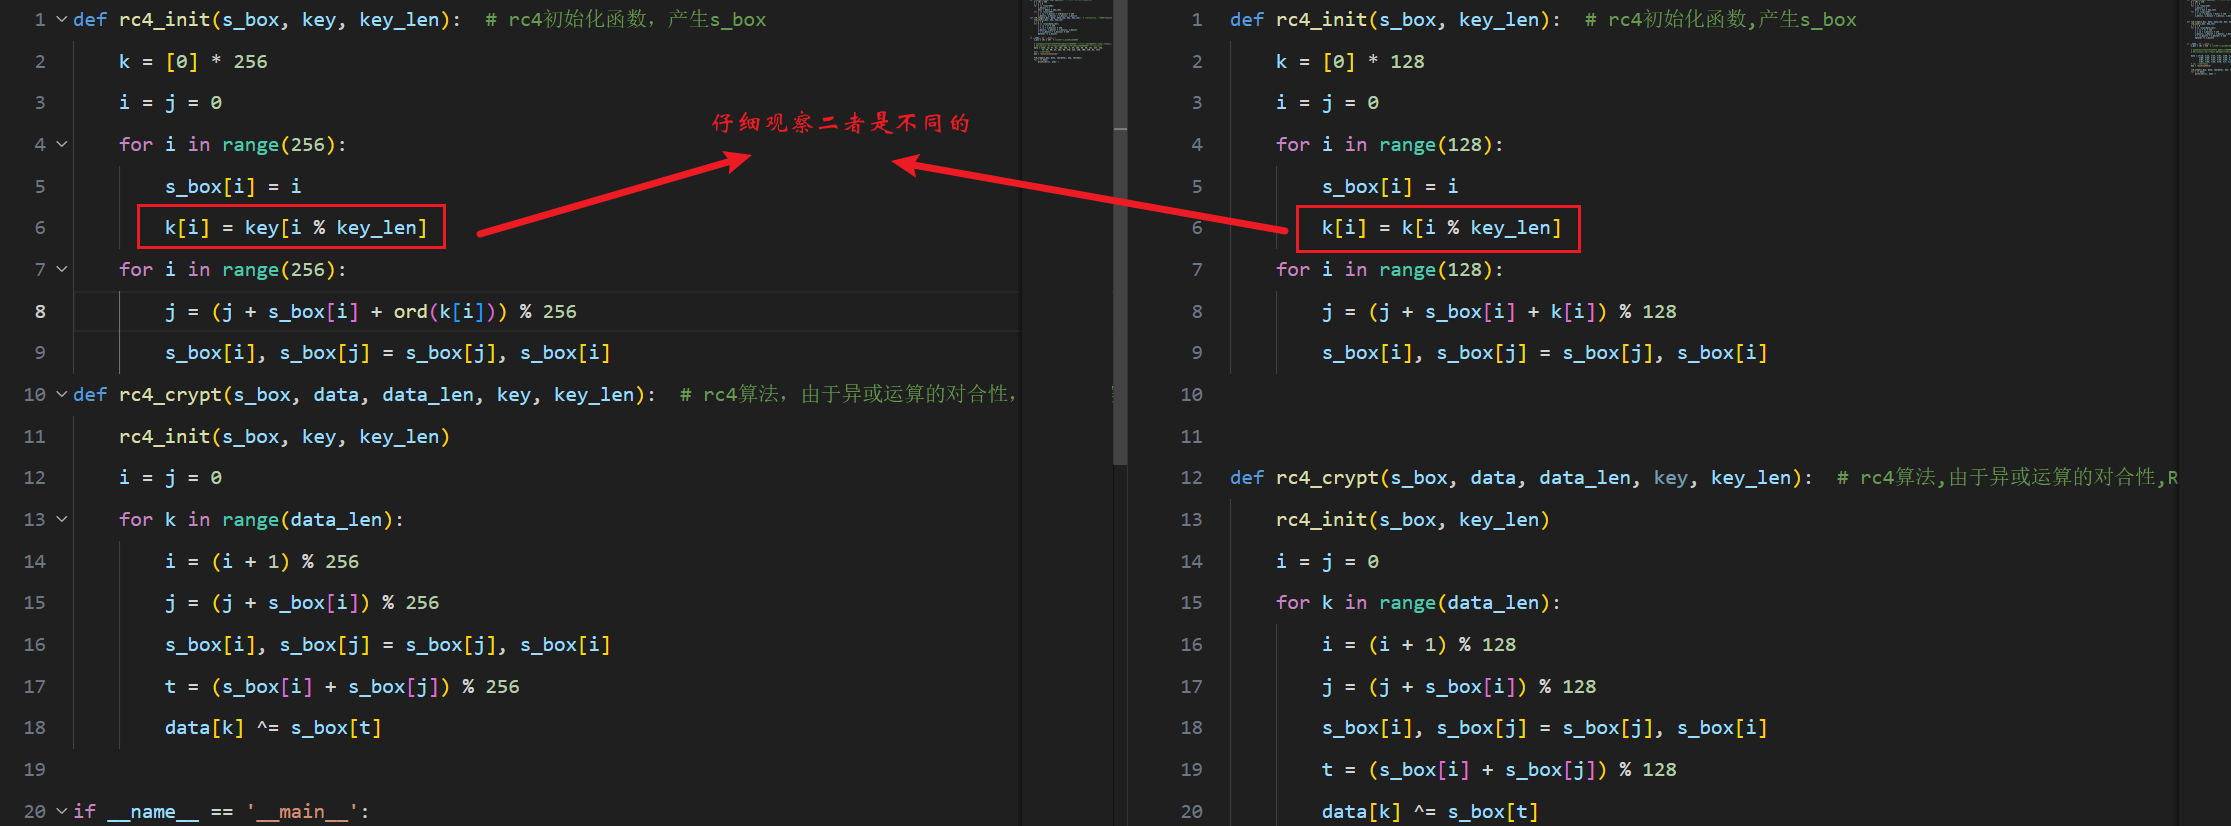 1 def rc4_init(s_box, key, key_len):  # rc4初始化函数，产生s_box
2 k = [0] * 256
3 i = j = 0
4 for i in range(256):
5 s_box[i] = i
6 k[i] = key[i % key_len]
7 for i in range(256):
8 j = (j + s_box[i] + ord(k[i])) % 256
9 s_box[i], s_box[j] = s_box[j], s_box[i]
10 def rc4_crypt(s_box, data, data_len, key, key_len):  # rc4算法，由于异或运算的对合性，
11 rc4_init(s_box, key, key_len)
12 i = j = 0
13 for k in range(data_len):
14 i = (i + 1) % 256
15 j = (j + s_box[i]) % 256
16 s_box[i], s_box[j] = s_box[j], s_box[i]
17 t = (s_box[i] + s_box[j]) % 256
18 data[k] ^= s_box[t]
19
20 if __name__ == '__main__':
仔细观察二者是不同的
1 def rc4_init(s_box, key_len):  # rc4初始化函数,产生s_box
2 k = [0] * 128
3 i = j = 0
4 for i in range(128):
5 s_box[i] = i
6 k[i] = k[i % key_len]
7 for i in range(128):
8 j = (j + s_box[i] + k[i]) % 128
9 s_box[i], s_box[j] = s_box[j], s_box[i]
10
11
12 def rc4_crypt(s_box, data, data_len, key, key_len):  # rc4算法,由于异或运算的对合性,R
13 rc4_init(s_box, key_len)
14 i = j = 0
15 for k in range(data_len):
16 i = (i + 1) % 128
17 j = (j + s_box[i]) % 128
18 s_box[i], s_box[j] = s_box[j], s_box[i]
19 t = (s_box[i] + s_box[j]) % 128
20 data[k] ^= s_box[t]